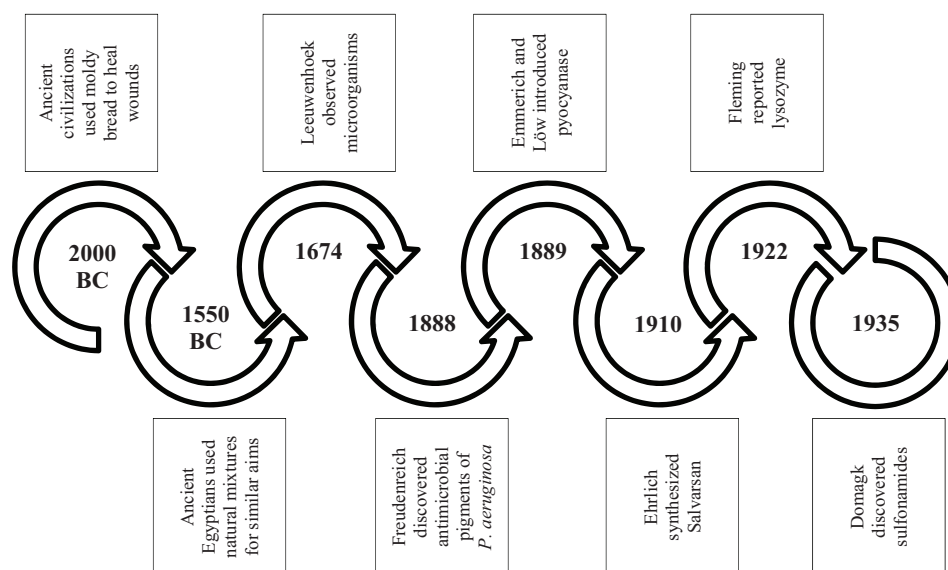 Ancient
civilizations
used moldy
bread to heal
wounds
Leeuwenhoek
observed
microorganisms
Emmerich and
Löw introduced
pyocyanase
Fleming
reported
lysozyme
2000
BC
1550
BC
1674
1888
1889
1910
1922
1935
Ancient
Egyptians used
natural mixtures
for similar aims
Freudenreich
discovered
antimicrobial
pigments of
P. aeruginosa
Ehrlich
synthesized
Salvarsan
Domagk
discovered
sulfonamides